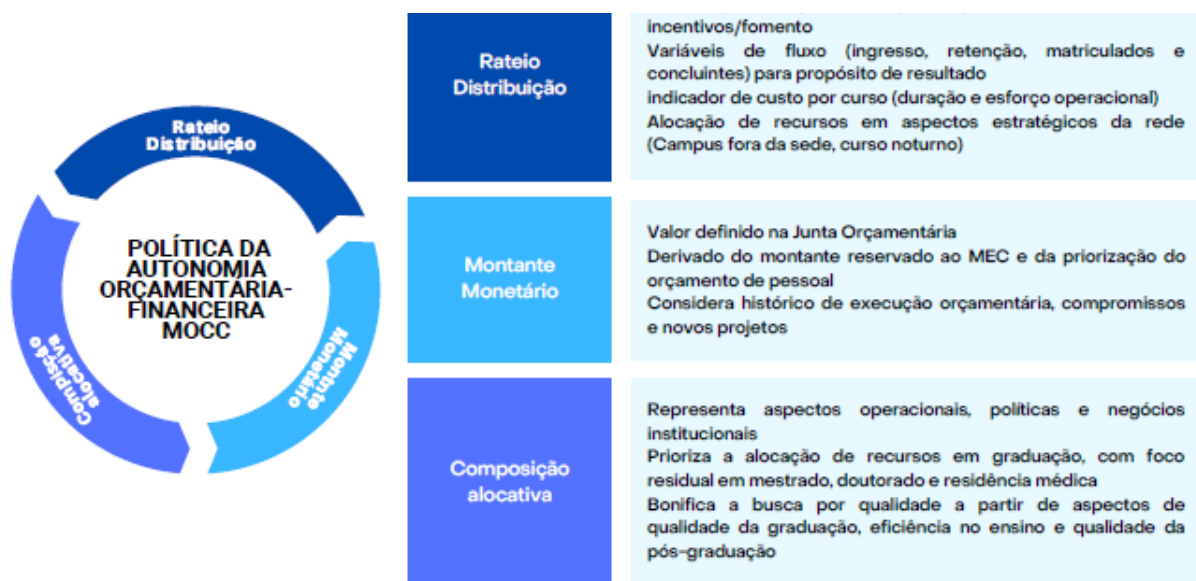 Rateio
Distribuição
POLÍTICA DA
AUTONOMIA
ORÇAMENTÁRIA-
FINANCEIRA
MOCC
Montnte
Monetário
Compisção
alocativa
Rateio
Distribuição
incentivos/fomento
Variáveis de fluxo (ingresso, retenção, matriculados e
concluintes) para propósito de resultado
indicador de custo por curso (duração e esforço operacional)
Alocação de recursos em aspectos estratégicos da rede
(Campus fora da sede, curso noturno)
Montante
Monetário
Valor definido na Junta Orçamentária
Derivado do montante reservado ao MEC e da priorização do
orçamento de pessoal
Considera histórico de execução orçamentária, compromissos
e novos projetos
Composição
alocativa
Representa aspectos operacionais, políticas e negócios
institucionais
Prioriza a alocação de recursos em graduação, com foco
residual em mestrado, doutorado e residência médica
Bonifica a busca por qualidade a partir de aspectos de
qualidade da graduação, eficiência no ensino e qualidade da
pós-graduação